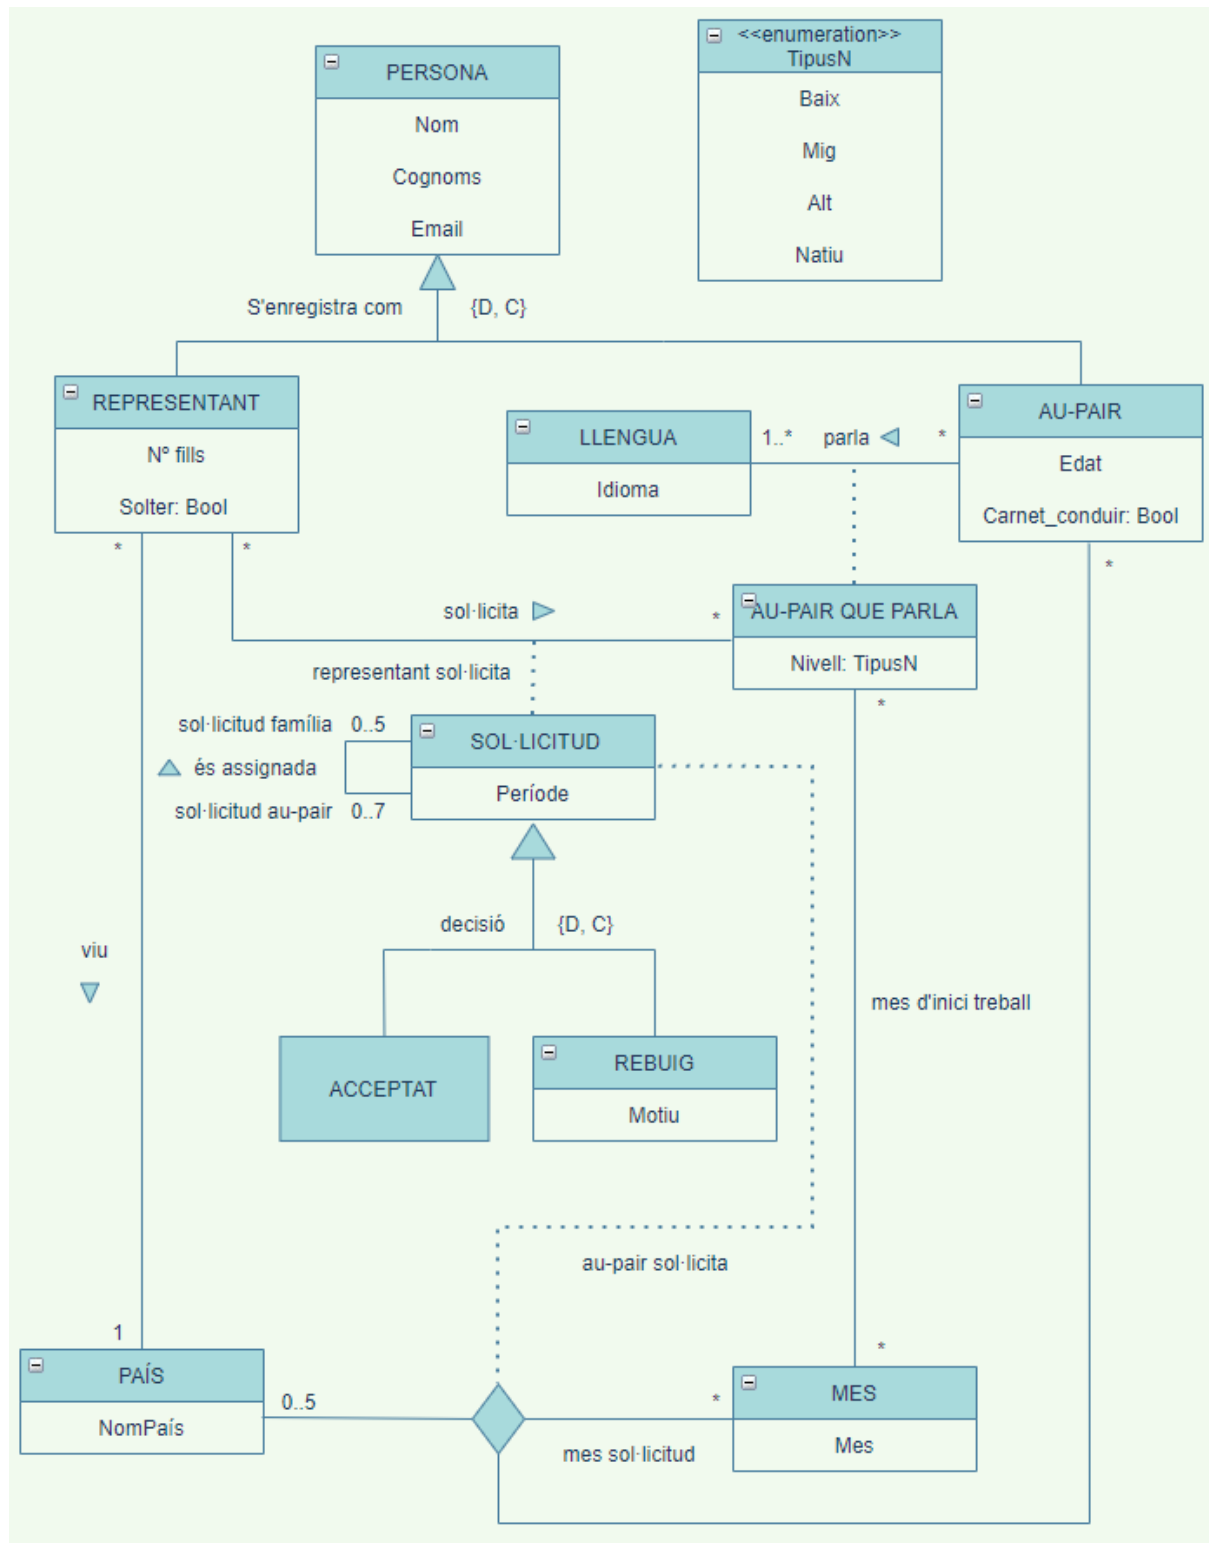 <<enumeration>>
TipusN
Baix
Mig
Alt
Natiu
PERSONA
Nom
Cognoms
Email
S'enregistra com
{D, C}
REPRESENTANT
Nº fills
Solter: Bool
*
*
LLENGUA
Idioma
1..*
parla
*
AU-PAIR
Edat
Carnet_conduir: Bool
*
sol·licita
*
AU-PAIR QUE PARLA
Nivell: TipusN
*
representant sol·licita
sol·licitud família
0..5
és assignada
sol·licitud au-pair
0..7
SOL·LICITUD
Període
decisió
{D, C}
viu
mes d'inici treball
ACCEPTAT
REBUIG
Motiu
au-pair sol·licita
1
*
PAÍS
NomPaís
0..5
*
mes sol·licitud
MES
Mes